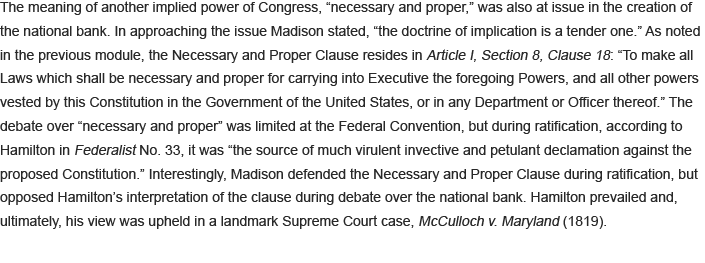 The meaning of another implied power of Congress, “necessary and proper,” was also at issue in the creation of
the national bank. In approaching the issue Madison stated, “the doctrine of implication is a tender one.” As noted
in the previous module, the Necessary and Proper Clause resides in Article I, Section 8, Clause 18: “To make all
Laws which shall be necessary and proper for carrying into Executive the foregoing Powers, and all other powers
vested by this Constitution in the Government of the United States, or in any Department or Officer thereof.” The
debate over “necessary and proper” was limited at the Federal Convention, but during ratification, according to
Hamilton in Federalist No. 33, it was “the source of much virulent invective and petulant declamation against the
proposed Constitution.” Interestingly, Madison defended the Necessary and Proper Clause during ratification, but
opposed Hamilton’s interpretation of the clause during debate over the national bank. Hamilton prevailed and,
ultimately, his view was upheld in a landmark Supreme Court case, McCulloch v. Maryland (1819).